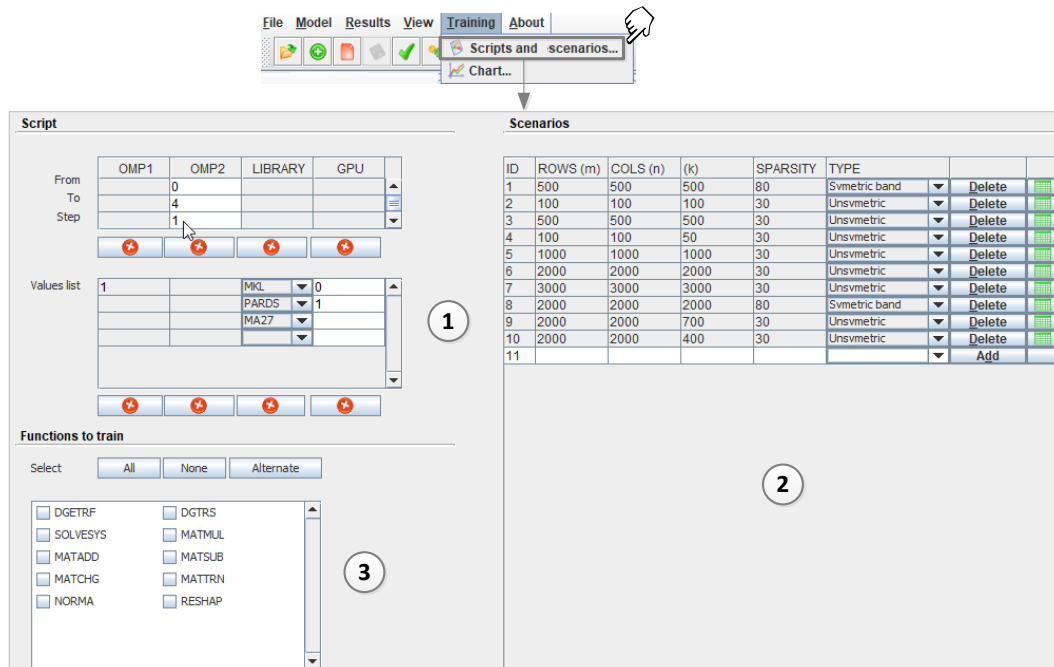 File Model Results View Training About
Scripts and scenarios...
Chart...
Script
OMP1 OMP2 LIBRARY GPU
From 0
To 4
Step 1
Values list 1 MKL 0
PARDS 1
MA27
1
Functions to train
Select All None Alternate
DGETRF DGTRS
SOLVESYS MATMUL
MATADD MATSUB
MATCHG MATTRN
NORMA RESHAP
3
Scenarios
ID ROWS (m) COLS (n) (k) SPARSITY TYPE
1 500 500 500 80 Symetric band Delete
2 100 100 100 30 Unsymetric Delete
3 500 500 500 30 Unsymetric Delete
4 100 100 50 30 Unsymetric Delete
5 1000 1000 1000 30 Unsymetric Delete
6 2000 2000 2000 30 Unsymetric Delete
7 3000 3000 3000 30 Unsymetric Delete
8 2000 2000 2000 80 Symetric band Delete
9 2000 2000 700 30 Unsymetric Delete
10 2000 2000 400 30 Unsymetric Delete
11 Add
2